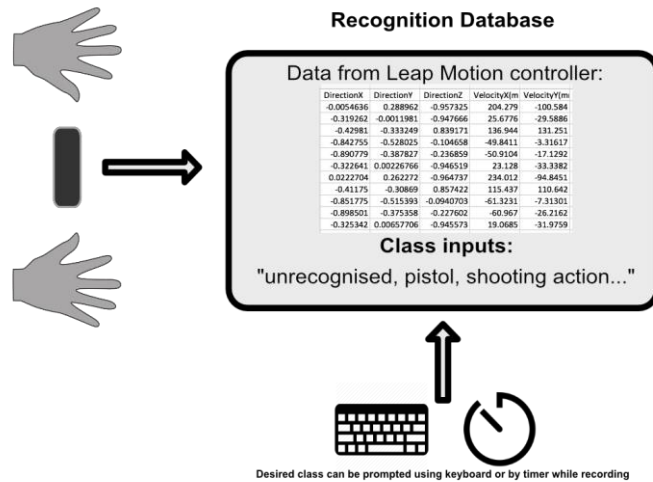 Recognition Database
Data from Leap Motion controller:
DirectionX DirectionY DirectionZ VelocityX(m VelocityY(m
-0.0054636 0.288962 -0.957325 204.279 -100.584
-0.319262 -0.0011981 -0.947666 25.6776 -29.5886
-0.42981 -0.333249 0.839171 136.944 131.251
-0.842755 -0.528025 -0.104658 -49.8411 -3.31617
-0.890779 -0.387827 -0.236859 -50.9104 -17.1292
-0.322641 0.00226766 -0.946519 23.128 -33.3382
0.0222704 0.262272 -0.964737 234.012 -94.8451
-0.41175 -0.30869 0.857422 115.437 110.642
-0.851775 -0.515393 -0.0940703 -61.3231 -7.31301
-0.898501 -0.375358 -0.227602 -60.967 -26.2162
-0.325342 0.00657706 -0.945573 19.0685 -31.9759
Class inputs:
"unrecognised, pistol, shooting action..."
Desired class can be prompted using keyboard or by timer while recording